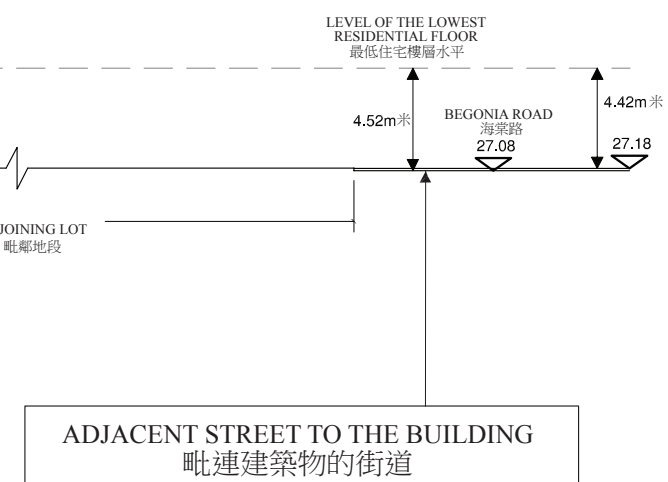 LEVEL OF THE LOWEST
RESIDENTIAL FLOOR
最低住宅樓層水平
4.52m米
BEGONIA ROAD
海棠路
27.08
4.42m米
27.18
JOINING LOT
毗鄰地段
ADJACENT STREET TO THE BUILDING
毗連建築物的街道